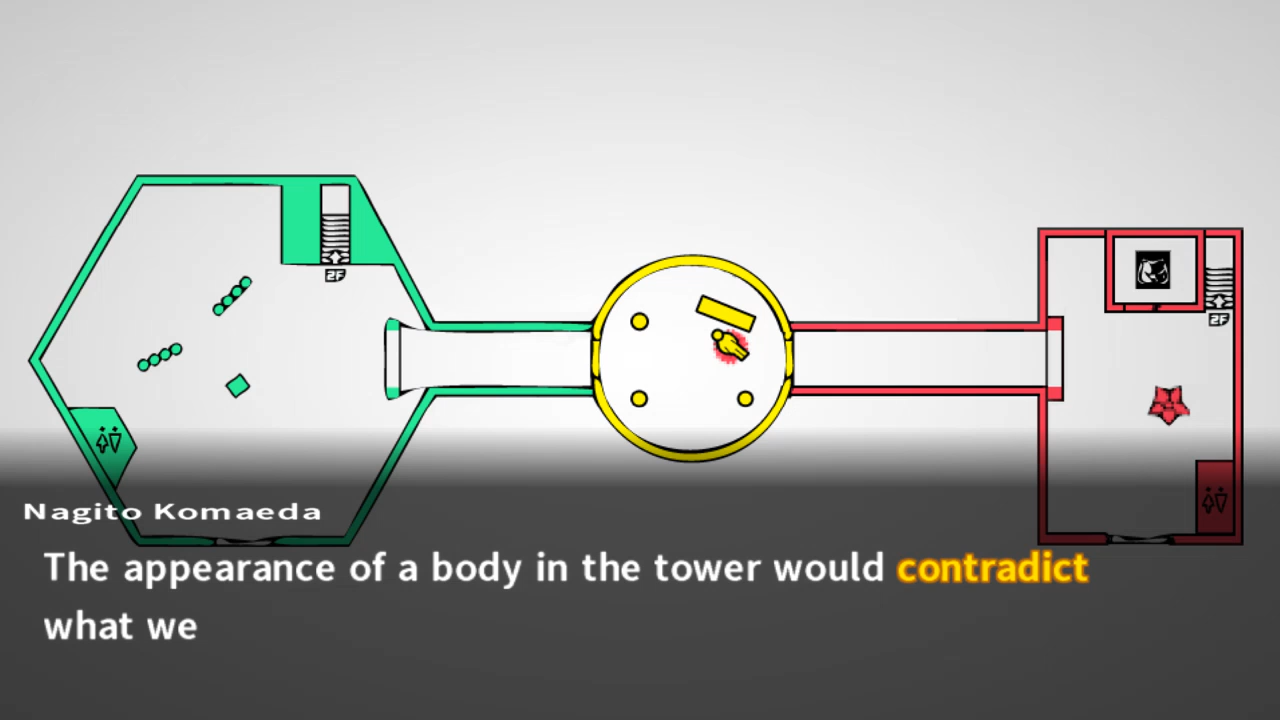 2F
2F
Nagito Komaeda
The appearance of a body in the tower would contradict
what we